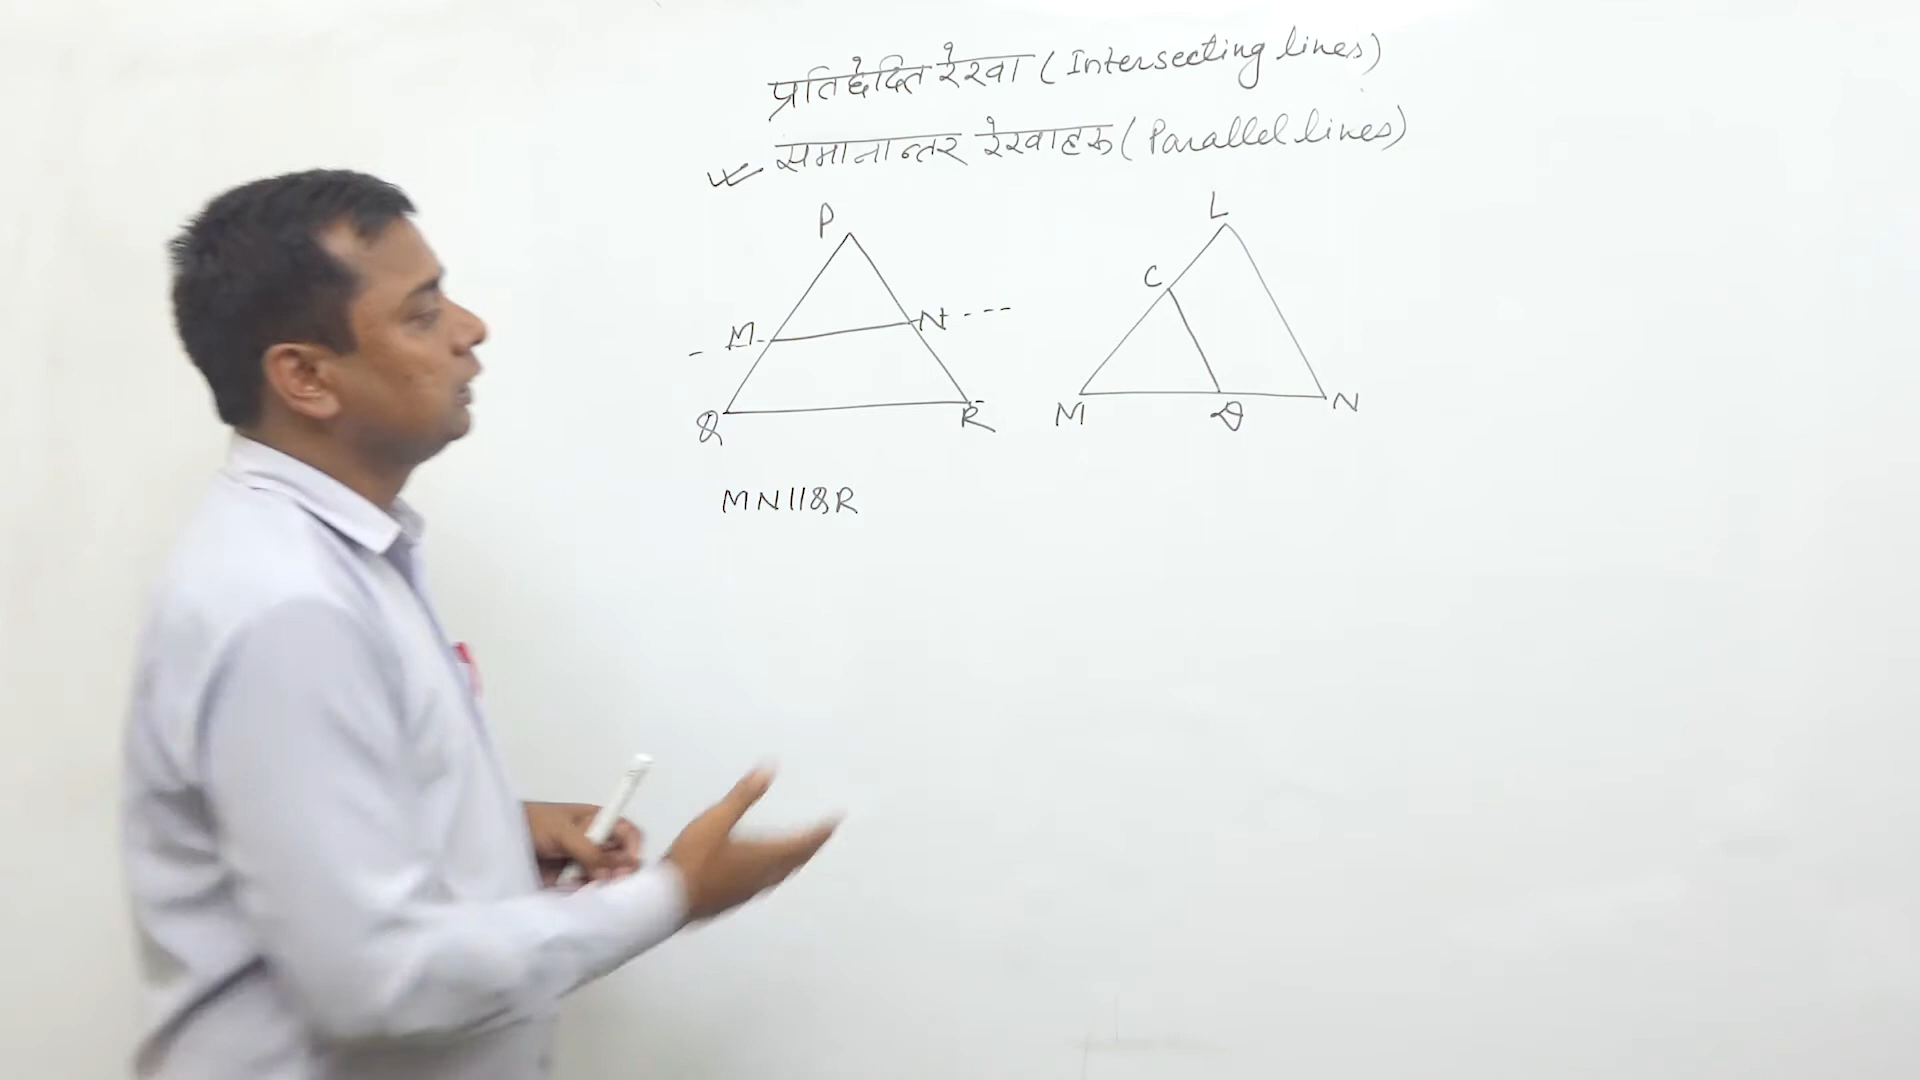 प्रतिछेदित रेखा (Intersecting lines)
समानान्तर रेखाहरू (Parallel lines)
P
M N
Q R
L
C
M D N
MN||QR